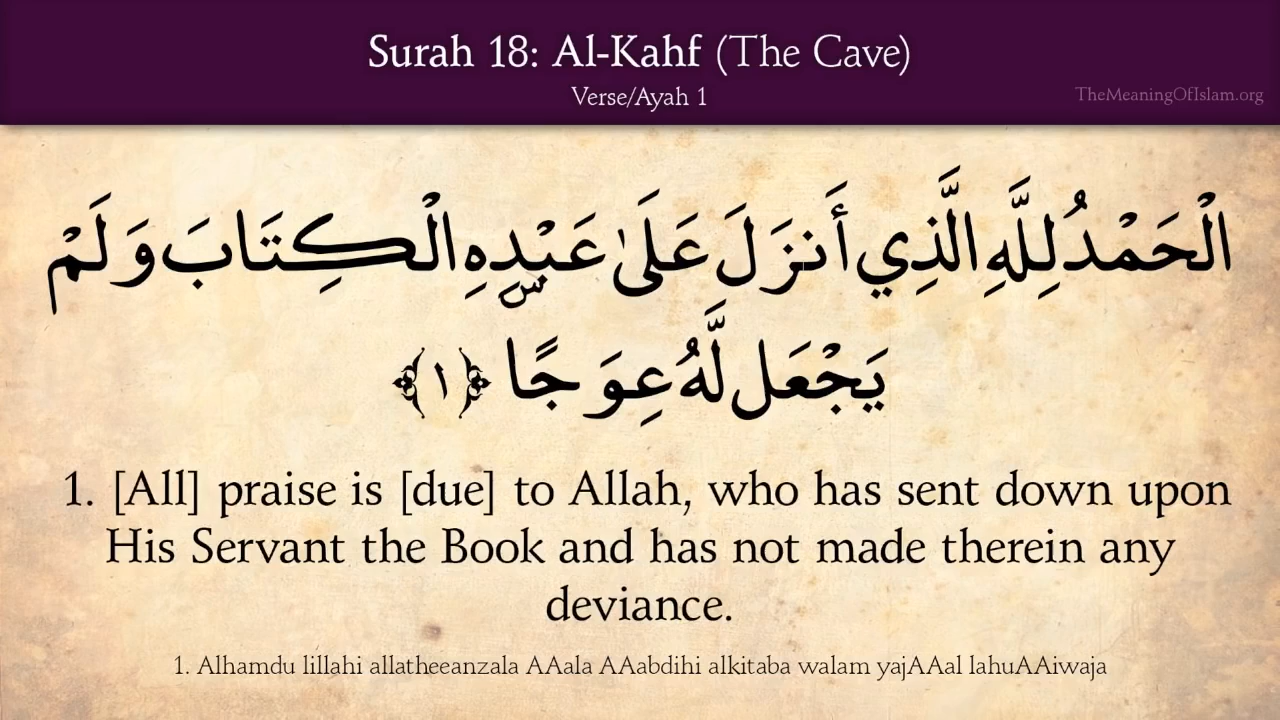 Surah 18: Al-Kahf (The Cave)
Verse/Ayah 1
TheMeaningOfIslam.org
الْحَمْدُ لِلَّهِ الَّذِي أَنزَلَ عَلَىٰ عَبْدِهِ الْكِتَابَ وَلَمْ
يَجْعَل لَّهُ عِوَجًا ۜ ﴿١﴾
1. [All] praise is [due] to Allah, who has sent down upon
His Servant the Book and has not made therein any
deviance.
1. Alhamdu lillahi allatheeanzala AAala AAabdihi alkitaba walam yajAAal lahuAAiwaja